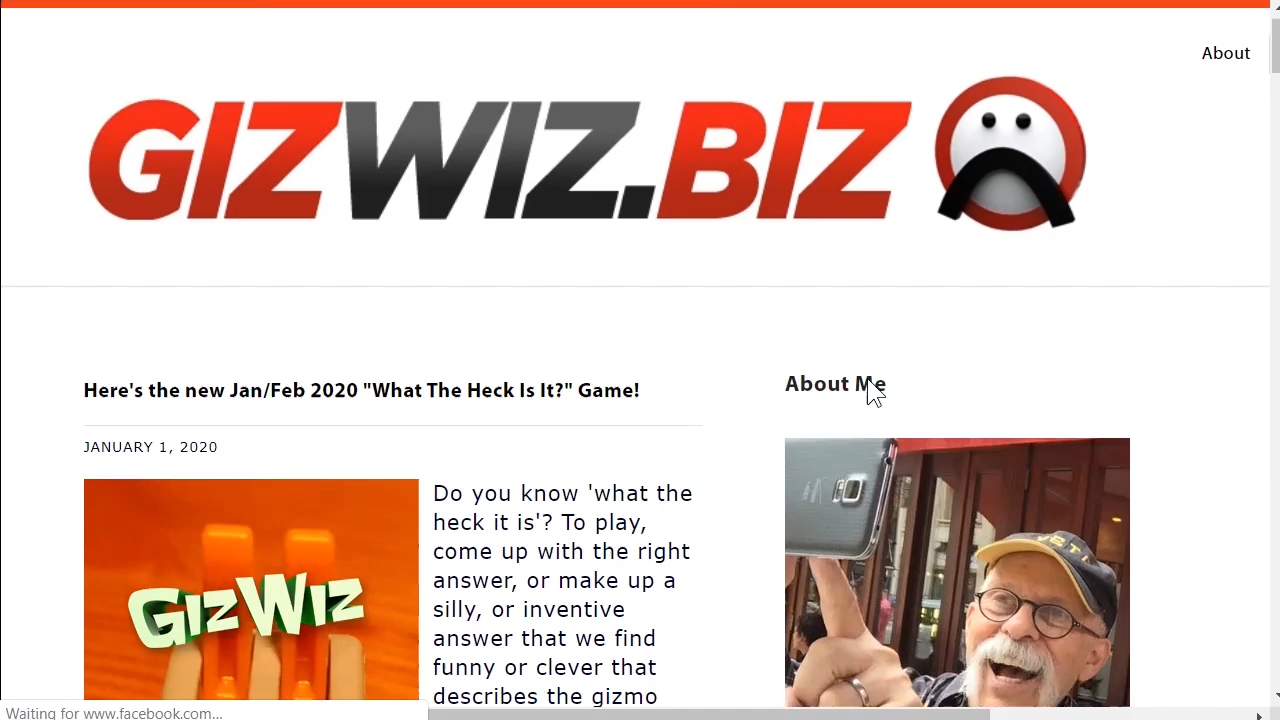 About
GIZWIZ.BIZ
Here's the new Jan/Feb 2020 "What The Heck Is It?" Game!
JANUARY 1, 2020
GIZWIZ
Do you know 'what the
heck it is'? To play,
come up with the right
answer, or make up a
silly, or inventive
answer that we find
funny or clever that
describes the gizmo
About Me
Waiting for www.facebook.com...